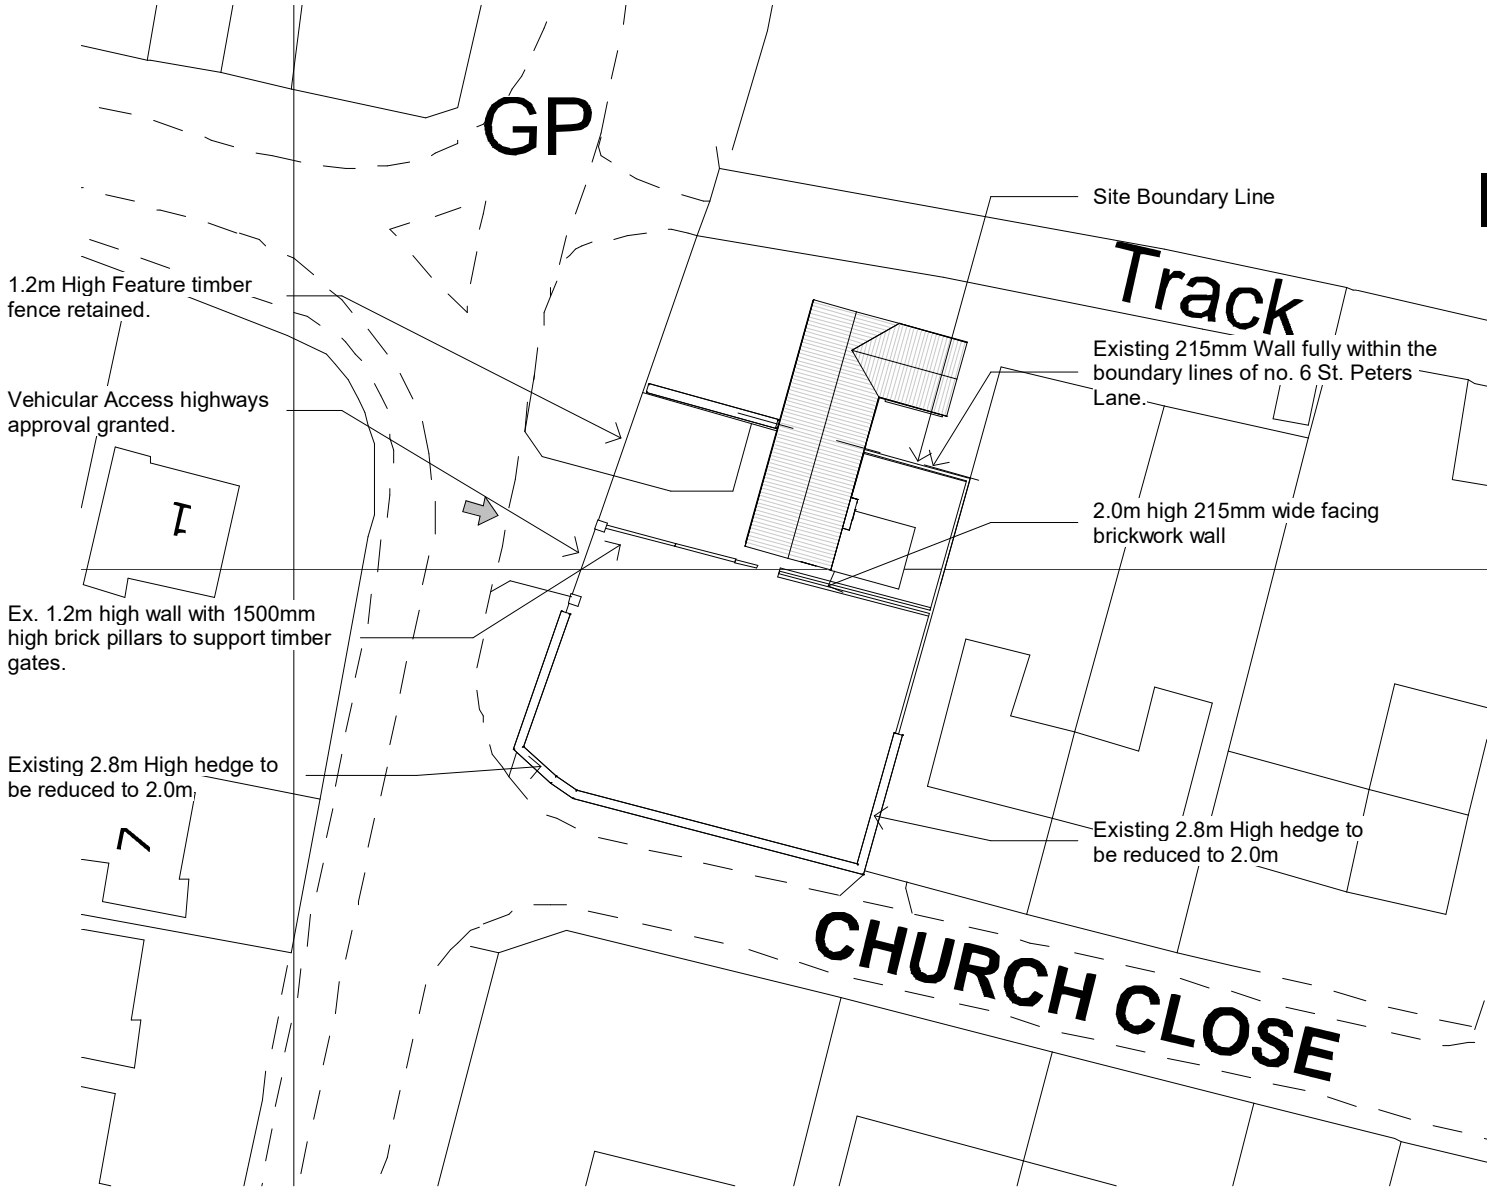 GP
Site Boundary Line
Track
1.2m High Feature timber
fence retained.
Existing 215mm Wall fully within the
boundary lines of no. 6 St. Peters
Lane.
Vehicular Access highways
approval granted.
1
2.0m high 215mm wide facing
brickwork wall
Ex. 1.2m high wall with 1500mm
high brick pillars to support timber
gates.
Existing 2.8m High hedge to
be reduced to 2.0m
7
Existing 2.8m High hedge to
be reduced to 2.0m
CHURCH CLOSE